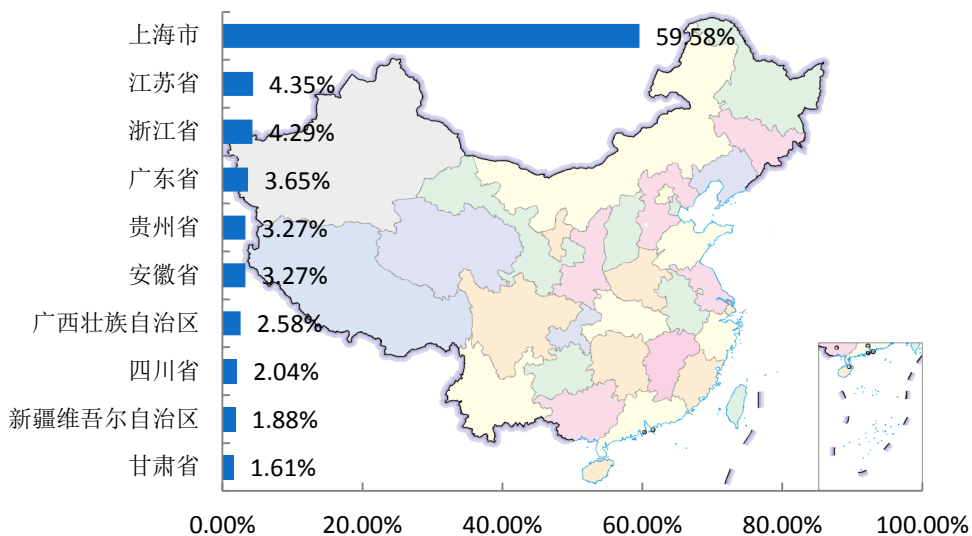 上海市 59.58%
江苏省 4.35%
浙江省 4.29%
广东省 3.65%
贵州省 3.27%
安徽省 3.27%
广西壮族自治区 2.58%
四川省 2.04%
新疆维吾尔自治区 1.88%
甘肃省 1.61%
0.00% 20.00% 40.00% 60.00% 80.00% 100.00%